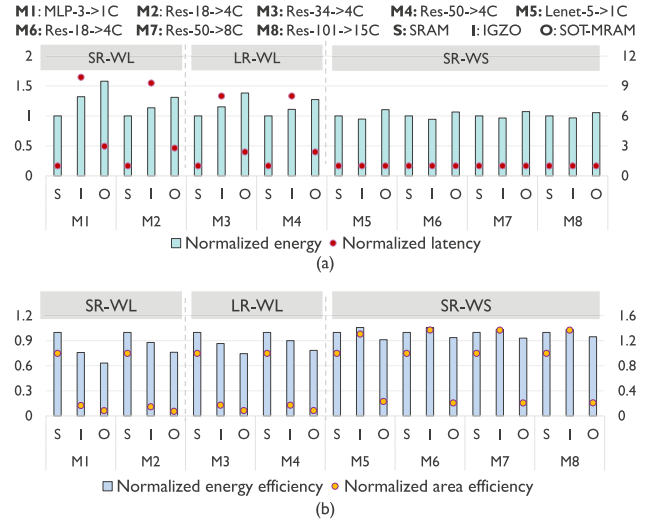 M1: MLP-3->1C M2: Res-18->4C M3: Res-34->4C M4: Res-50->4C M5: Lenet-5->1C
M6: Res-18->4C M7: Res-50->8C M8: Res-101->15C S: SRAM I: IGZO O: SOT-MRAM
2 SR-WL LR-WL SR-WS 12
1.5 9
1 6
0.5 3
0 0
S I O S I O S I O S I O S I O S I O S I O S I O
M1 M2 M3 M4 M5 M6 M7 M8
Normalized energy Normalized latency
(a)
SR-WL LR-WL SR-WS
1.2 1.6
0.9 1.2
0.6 0.8
0.3 0.4
0 0
S I O S I O S I O S I O S I O S I O S I O S I O
M1 M2 M3 M4 M5 M6 M7 M8
Normalized energy efficiency Normalized area efficiency
(b)